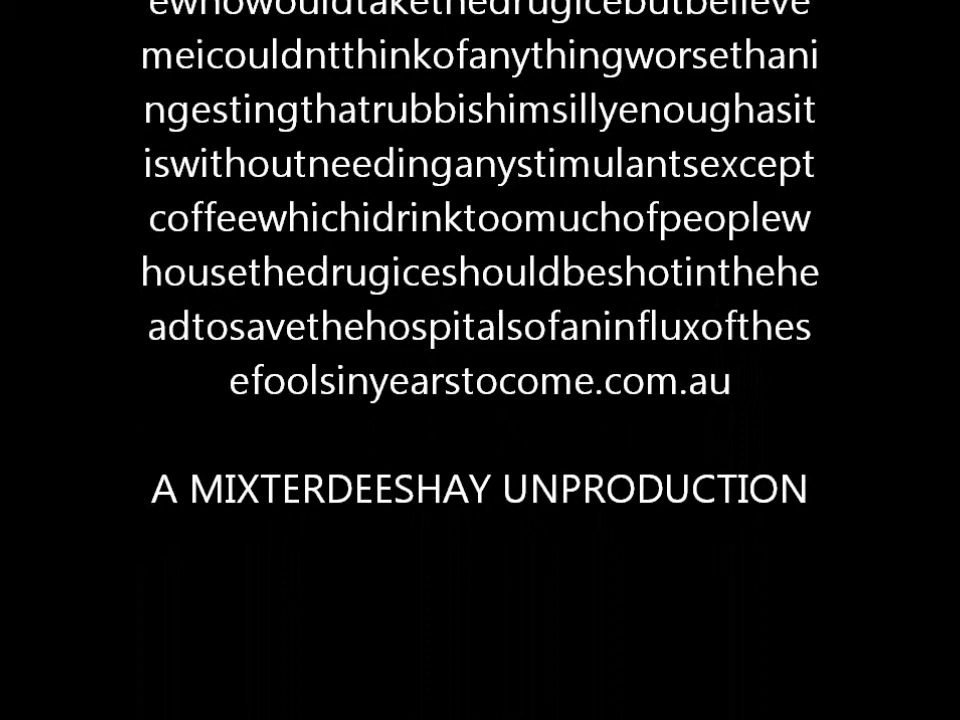 ewhowouldtakethedrugicebutbelieve
meicouldntthinkofanythingworsethani
ngestingthatrubbishimsillyenoughasit
iswithoutneedinganystimulantsexcept
coffeewhichidrinktoomuchofpeoplew
housethedrugiceshouldbeshotinthehe
adtosavethehospitalsofaninfluxofthes
efoolsinyearstocome.com.au
A MIXTERDEESHAY UNPRODUCTION